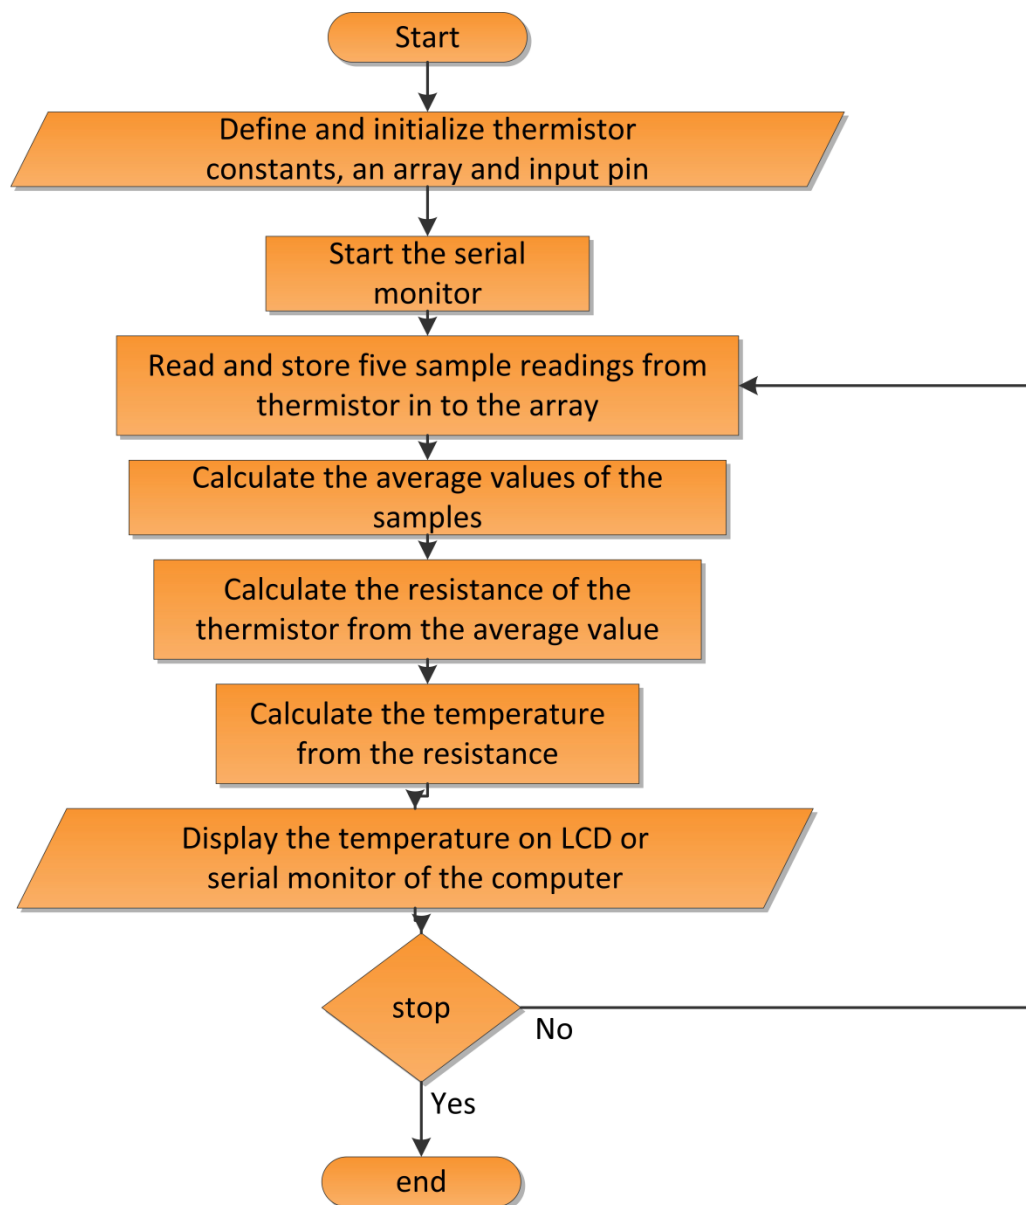 Start
Define and initialize thermistor
constants, an array and input pin
Start the serial
monitor
Read and store five sample readings from
thermistor in to the array
Calculate the average values of the
samples
Calculate the resistance of the
thermistor from the average value
Calculate the temperature
from the resistance
Display the temperature on LCD or
serial monitor of the computer
stop
No
Yes
end